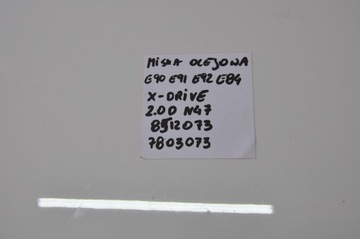 MISKA OLEJOWA
E90 E91 E92 E84
X-DRIVE
2.0D N47
8512073
7803073